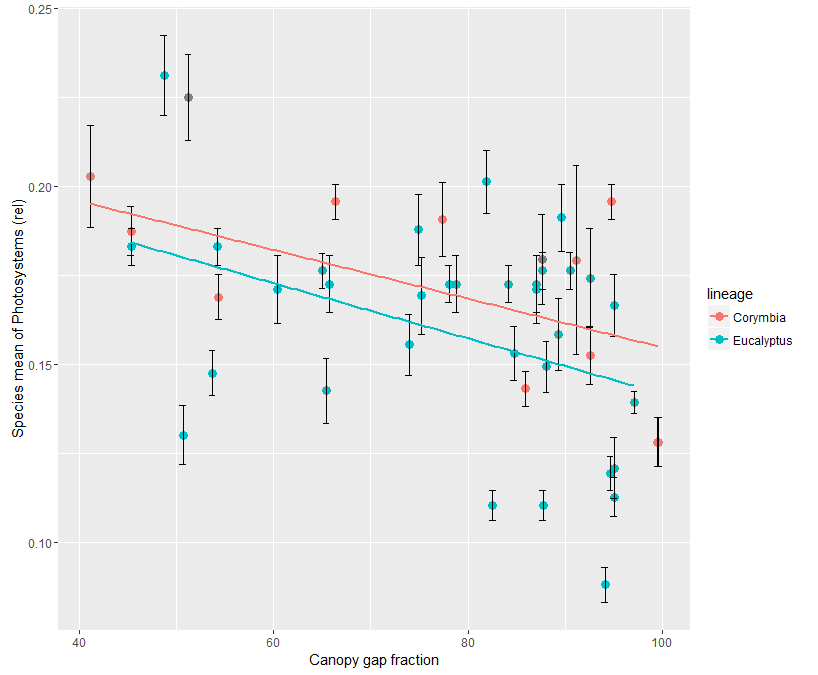 0.25
0.20
0.15
0.10
Species mean of Photosystems (rel)
40
60
80
100
Canopy gap fraction
lineage
Corymbia
Eucalyptus